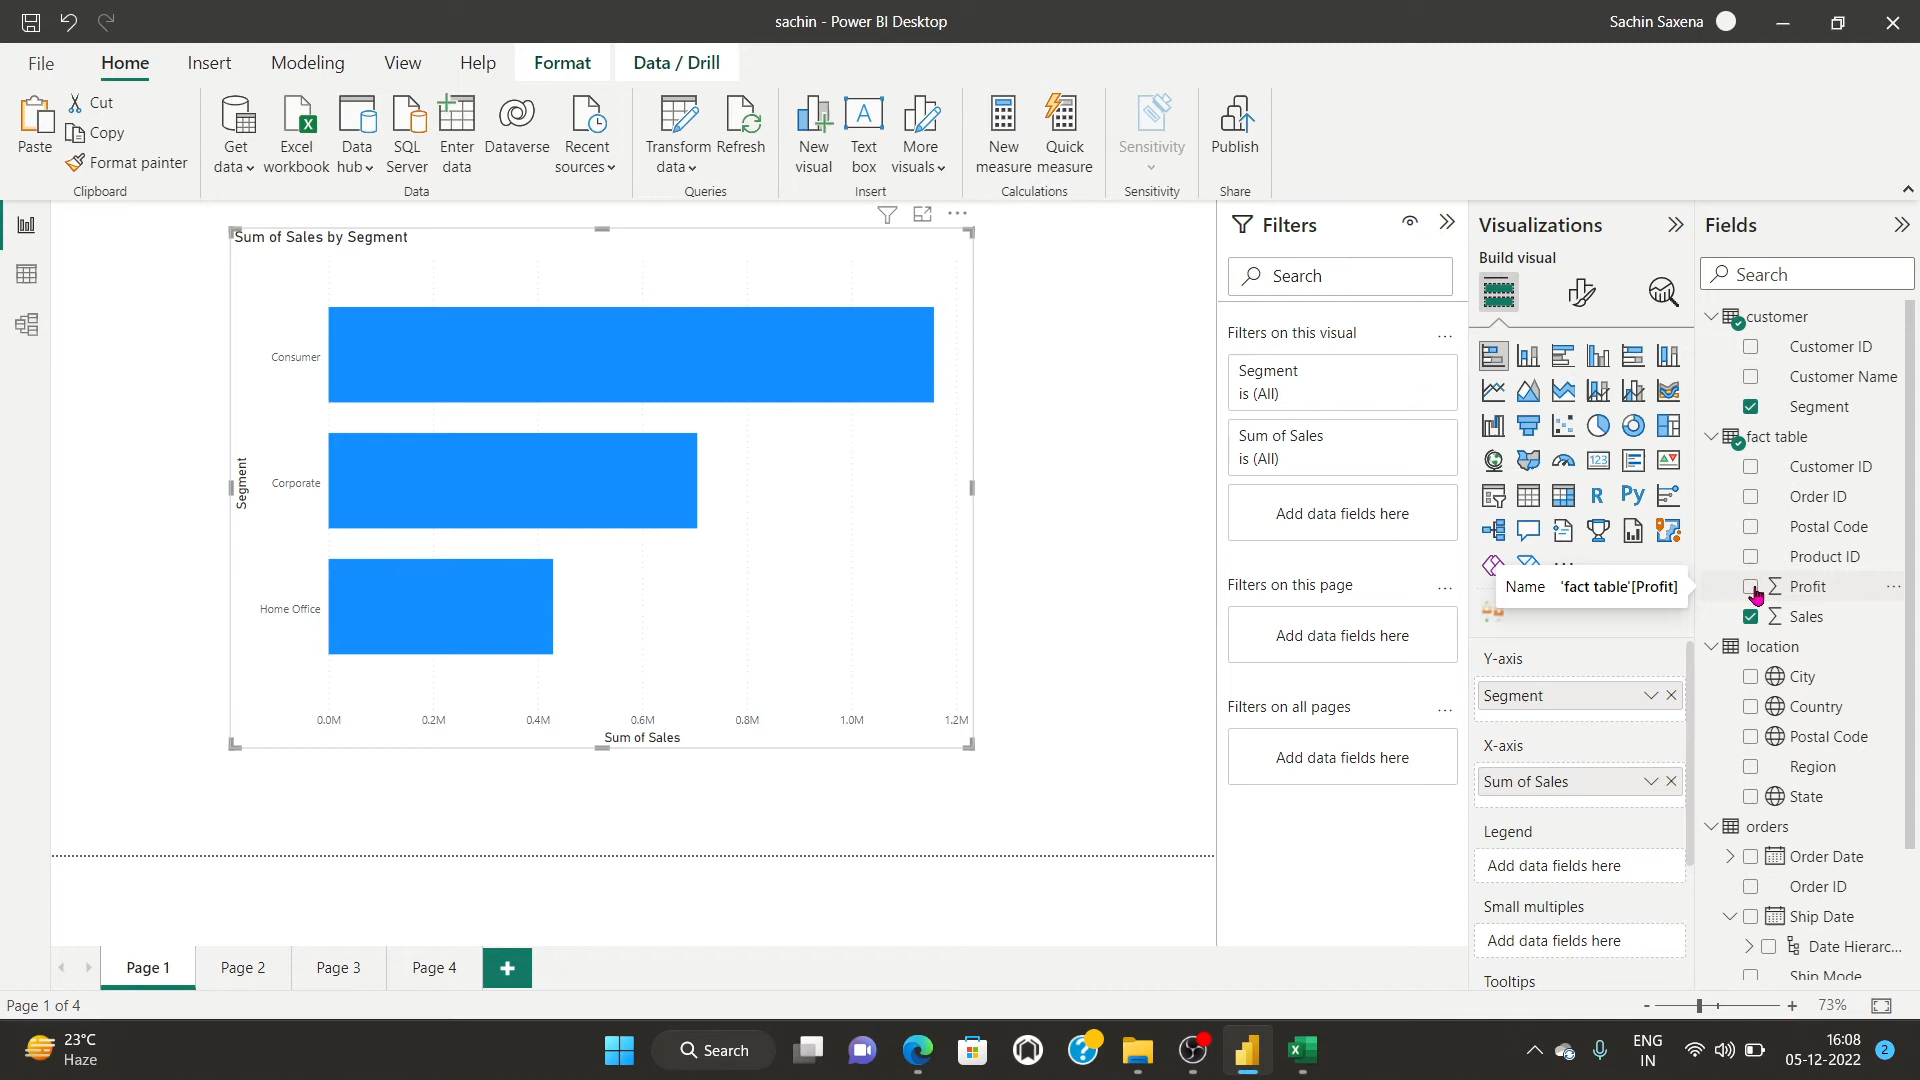 sachin - Power BI Desktop
Sachin Saxena
File
Home
Insert
Modeling
View
Help
Format
Data / Drill
Paste
Cut
Copy
Format painter
Clipboard
Get data
Excel workbook
Data hub
SQL Server
Enter data
Dataverse
Recent sources
Data
Transform data
Refresh
Queries
New visual
A
Text box
More visuals
Insert
New measure
Quick measure
Calculations
Sensitivity
Sensitivity
Publish
Share
Sum of Sales by Segment
Segment
Consumer
Corporate
Home Office
0.0M
0.2M
0.4M
0.6M
0.8M
1.0M
1.2M
Sum of Sales
Filters
Search
Filters on this visual
Segment
is (All)
Sum of Sales
is (All)
Add data fields here
Filters on this page
Add data fields here
Filters on all pages
Add data fields here
Visualizations
Build visual
123
R
Py
Name 'fact table'[Profit]
Y-axis
Segment
X-axis
Sum of Sales
Legend
Add data fields here
Small multiples
Add data fields here
Tooltips
Fields
Search
customer
Customer ID
Customer Name
Segment
fact table
Customer ID
Order ID
Postal Code
Product ID
∑ Profit
∑ Sales
location
City
Country
Postal Code
Region
State
orders
Order Date
Order ID
Ship Date
Date Hierarc...
Ship Mode
Page 1
Page 2
Page 3
Page 4
+
Page 1 of 4
- + 73%
23°C
Haze
Search
ENG
IN
16:08
05-12-2022
2